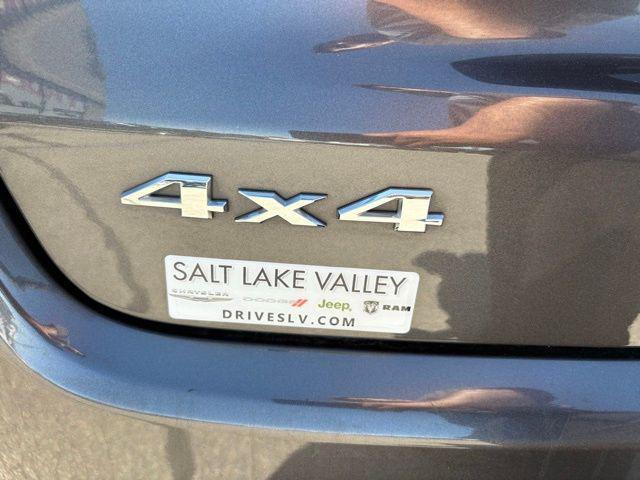 4x4
SALT LAKE VALLEY
CHRYSLER DODGE Jeep RAM
DRIVESLV.COM